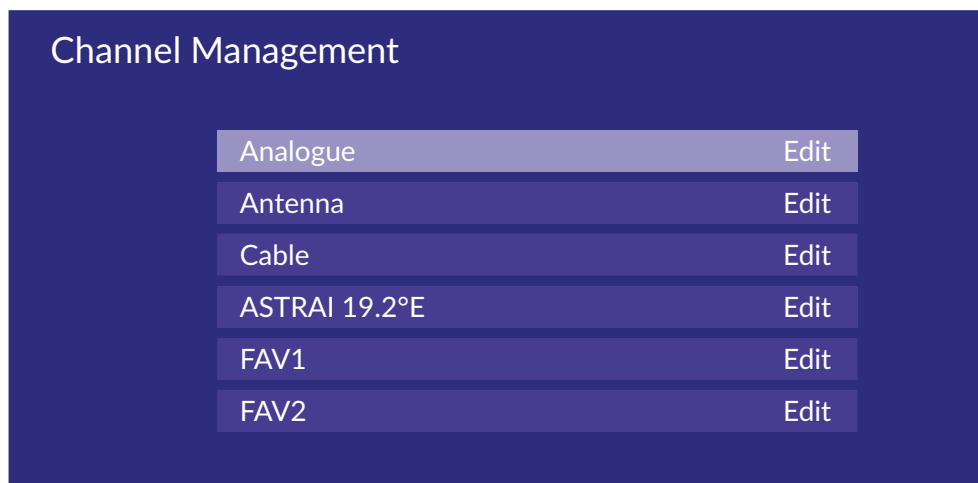 Channel Management
Analogue Edit
Antenna Edit
Cable Edit
ASTRAI 19.2°E Edit
FAV1 Edit
FAV2 Edit